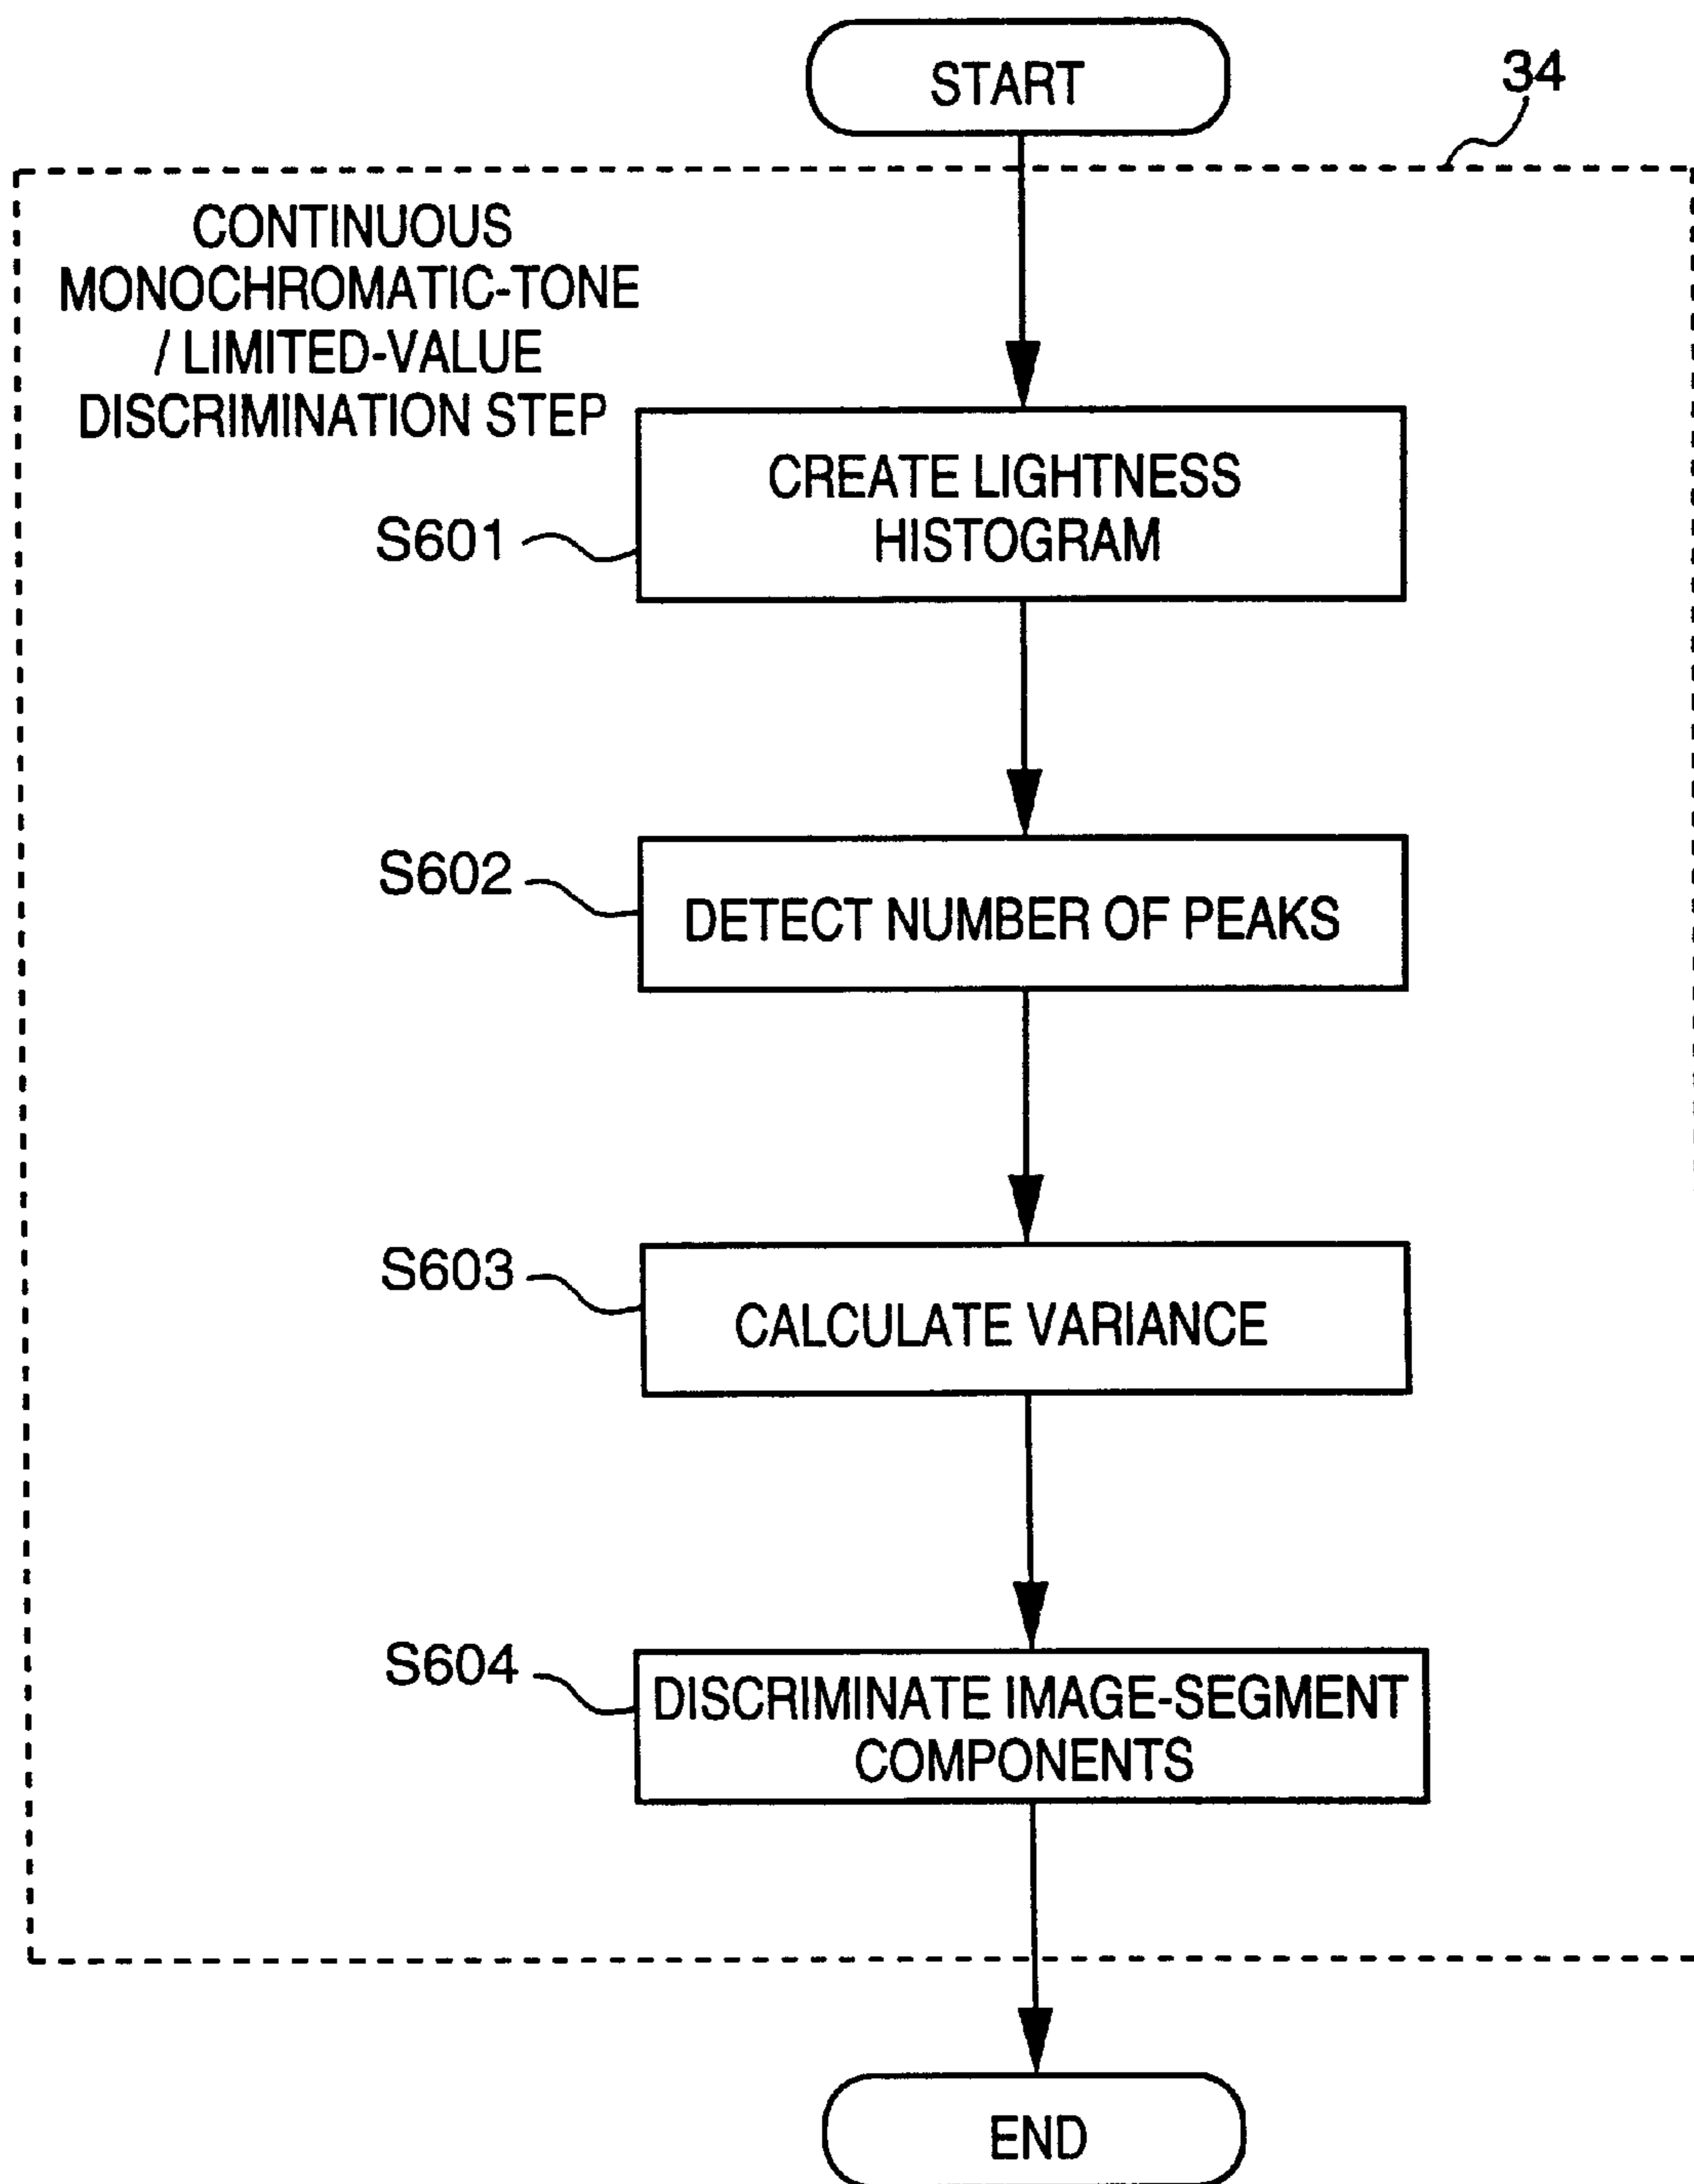 START
34
CONTINUOUS
MONOCHROMATIC-TONE
/ LIMITED-VALUE
DISCRIMINATION STEP
CREATE LIGHTNESS
HISTOGRAM
S601
S602
DETECT NUMBER OF PEAKS
S603
CALCULATE VARIANCE
S604
DISCRIMINATE IMAGE-SEGMENT
COMPONENTS
END